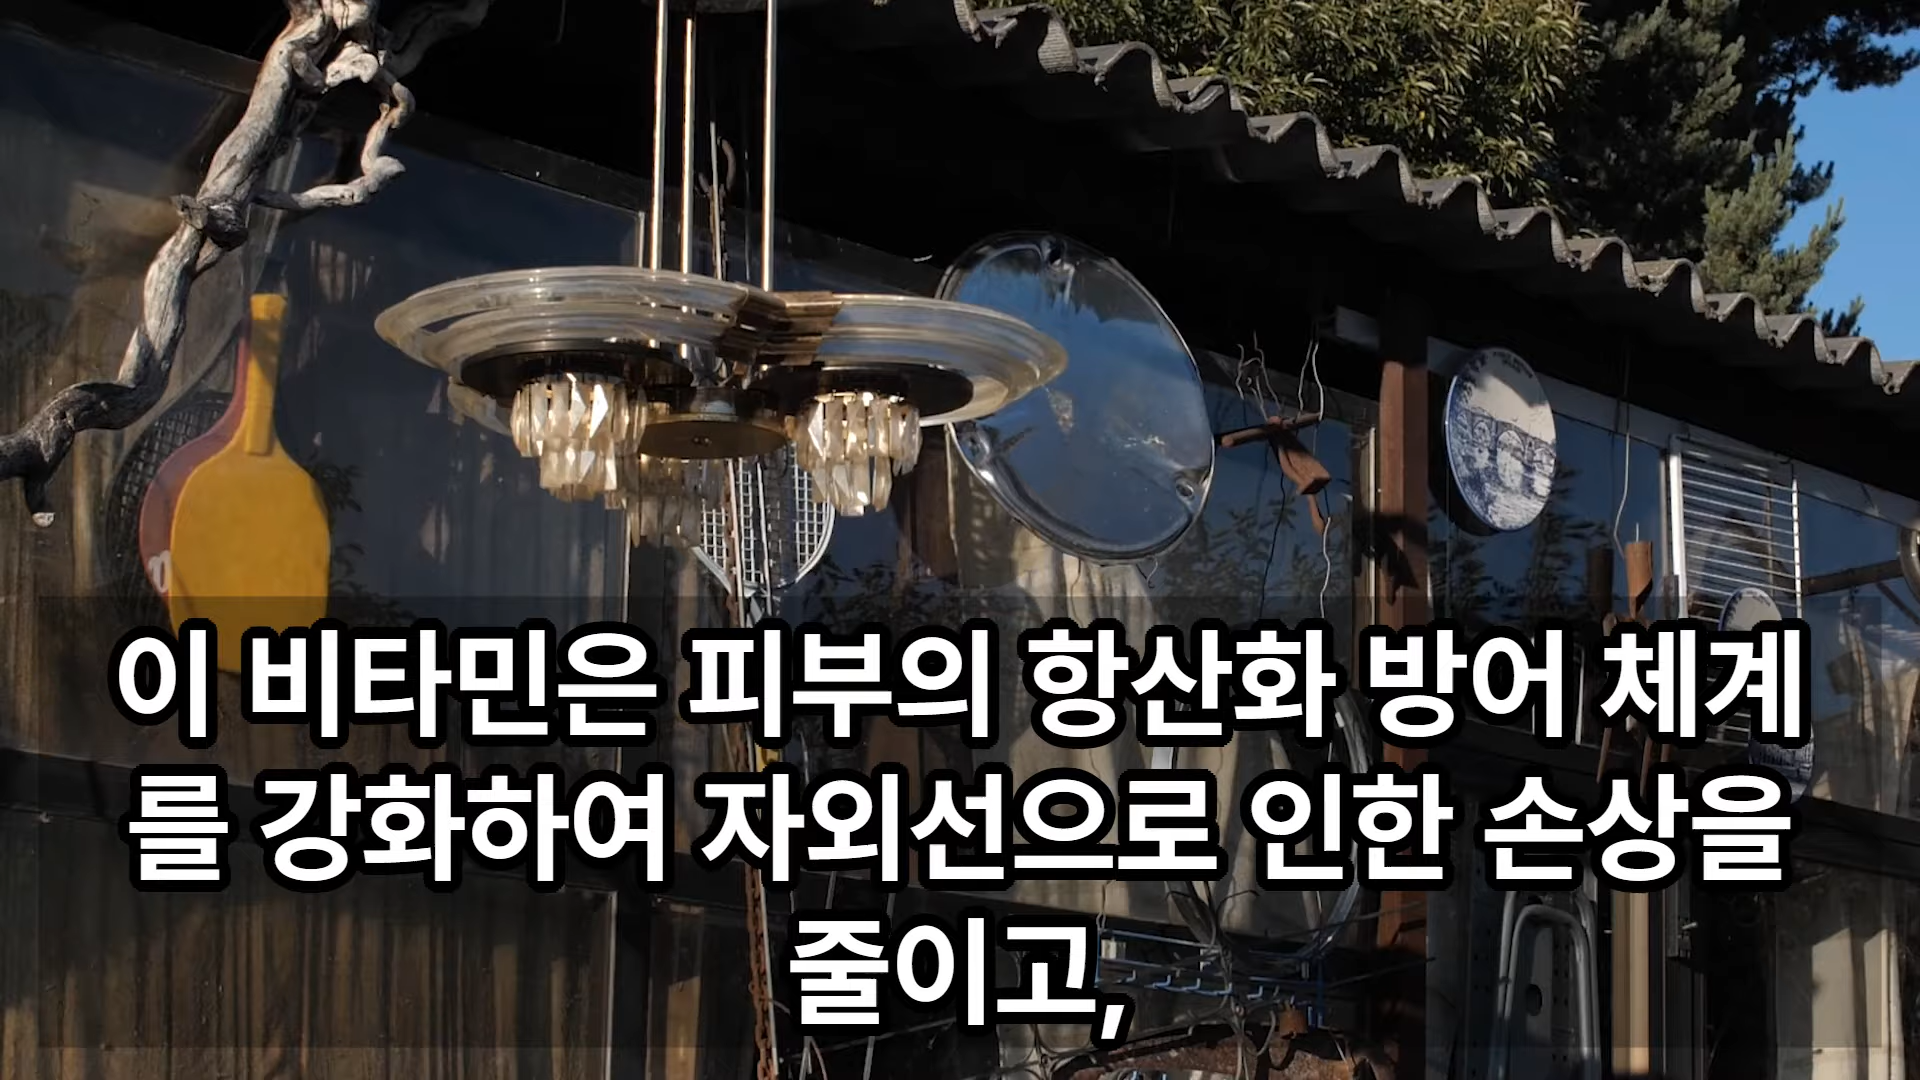 이 비타민은 피부의 항산화 방어 체계
를 강화하여 자외선으로 인한 손상을
줄이고,